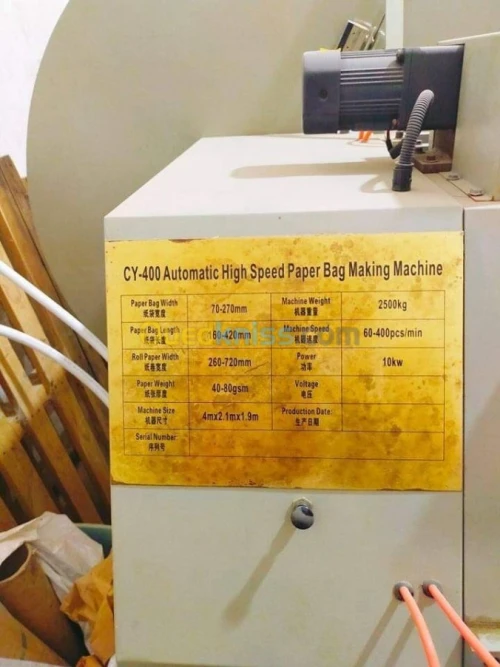 CY-400 Automatic High Speed Paper Bag Making Machine
Paper Bag Width 70-270mm Machine Weight 2500kg
纸袋宽度 机器重量
Paper Bag Length 160-420mm Machine Speed 60-400pcs/min
纸袋长度 机器速度
Roll Paper Width 260-720mm Power 10kw
纸卷宽度 功率
Paper Weight 40-80gsm Voltage
纸张厚度 电压
Machine Size 4mx2.1mx1.9m Production Date
机器尺寸 生产日期
Serial Number
序列号